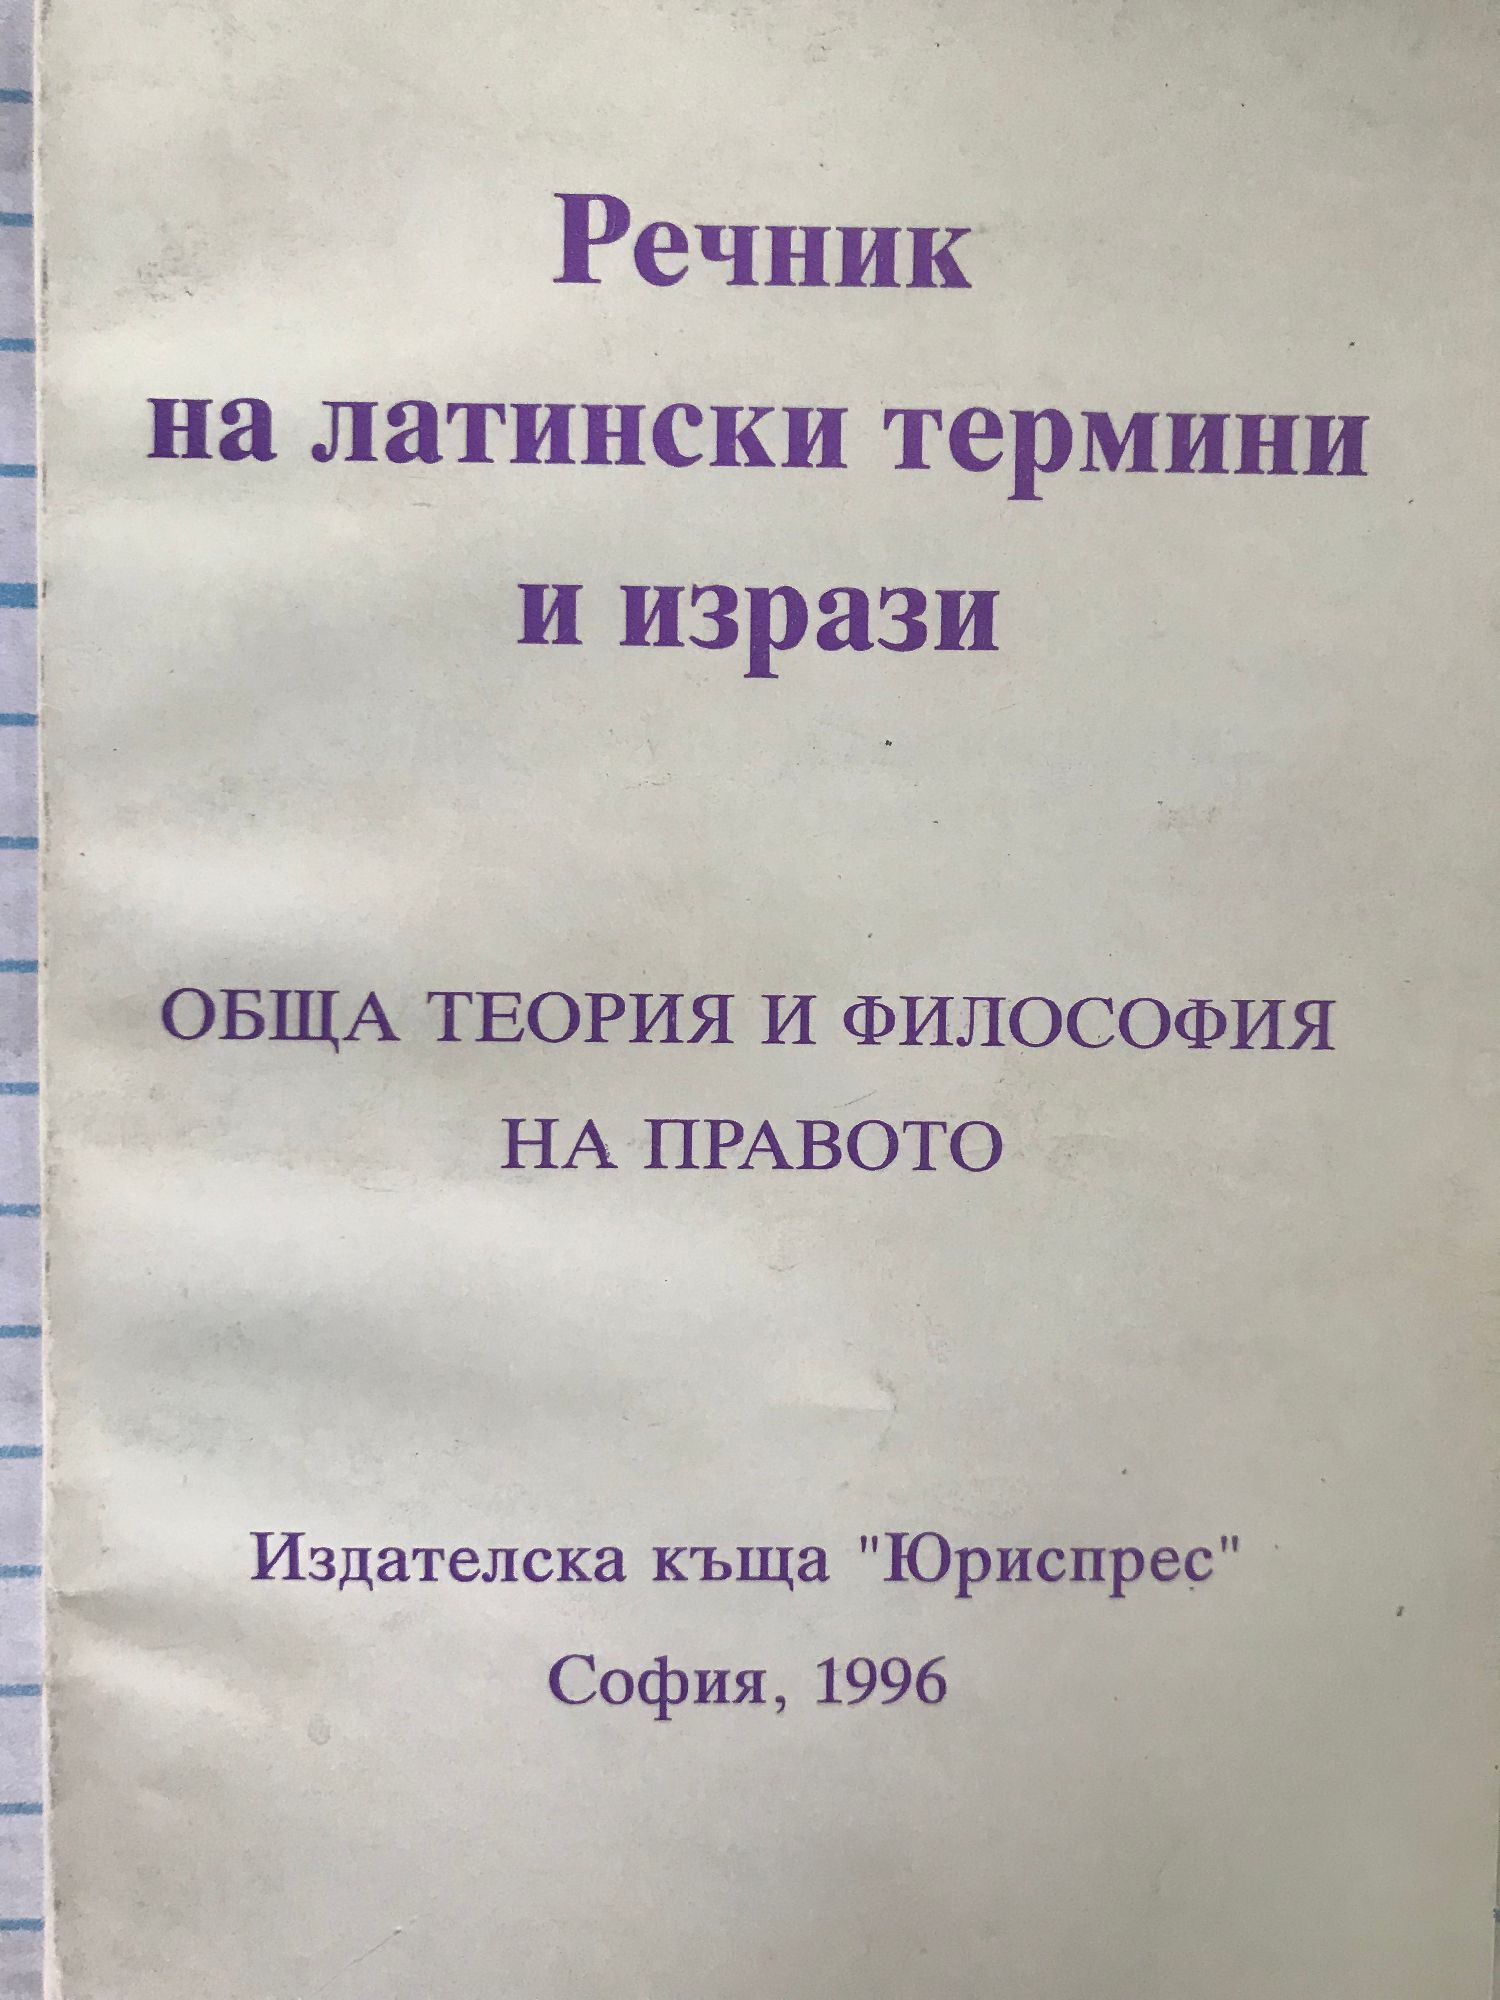 Речник
на латински термини
и изрази
ОБЩА ТЕОРИЯ И ФИЛОСОФИЯ
НА ПРАВОТО
Издателска къща "Юриспрес"
София, 1996